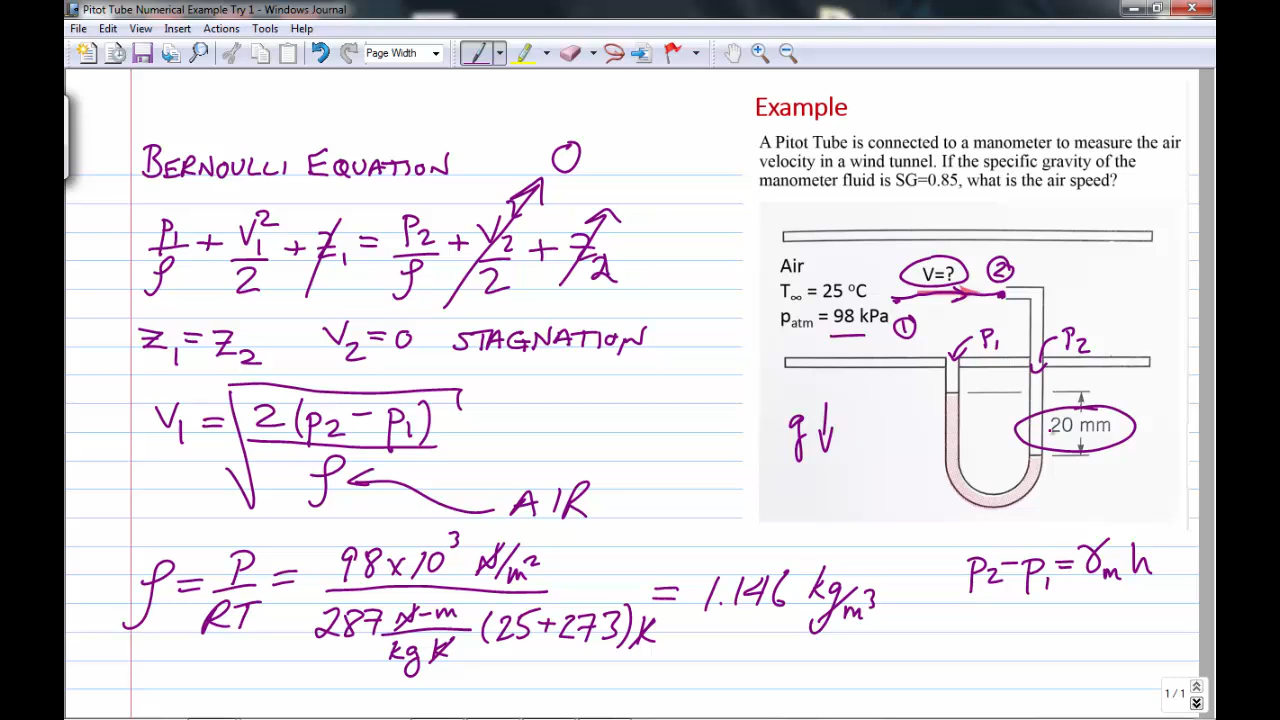 Pitot Tube Numerical Example Try 1 - Windows Journal
File Edit View Insert Actions Tools Help
Page Width
Example
A Pitot Tube is connected to a manometer to measure the air
velocity in a wind tunnel. If the specific gravity of the
manometer fluid is SG=0.85, what is the air speed?
BERNOULLI EQUATION 0
p₁/ρ + V₁²/2 + z₁ = p₂/ρ + V₂/2 + z₂
z₁ = z₂ V₂ = 0 STAGNATION
V₁ = √(2(p₂ - p₁)/ρ)
AIR
ρ = P/RT = 98x10³ N/m² / 287 N-m/kg K (25+273)K = 1.146 kg/m³
Air
V=?
②
T∞ = 25 ºC
patm = 98 kPa
①
P₁
P₂
g↓
20 mm
p₂-p₁=γm h
1 / 1